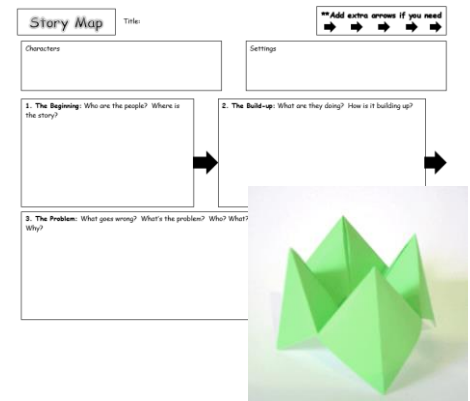 Story Map
Title:
**Add extra arrows if you need
Characters
Settings
1. The Beginning: Who are the people? Where is
the story?
2. The Build-up: What are they doing? How is it building up?
3. The Problem: What goes wrong? What's the problem? Who? What?
Why?